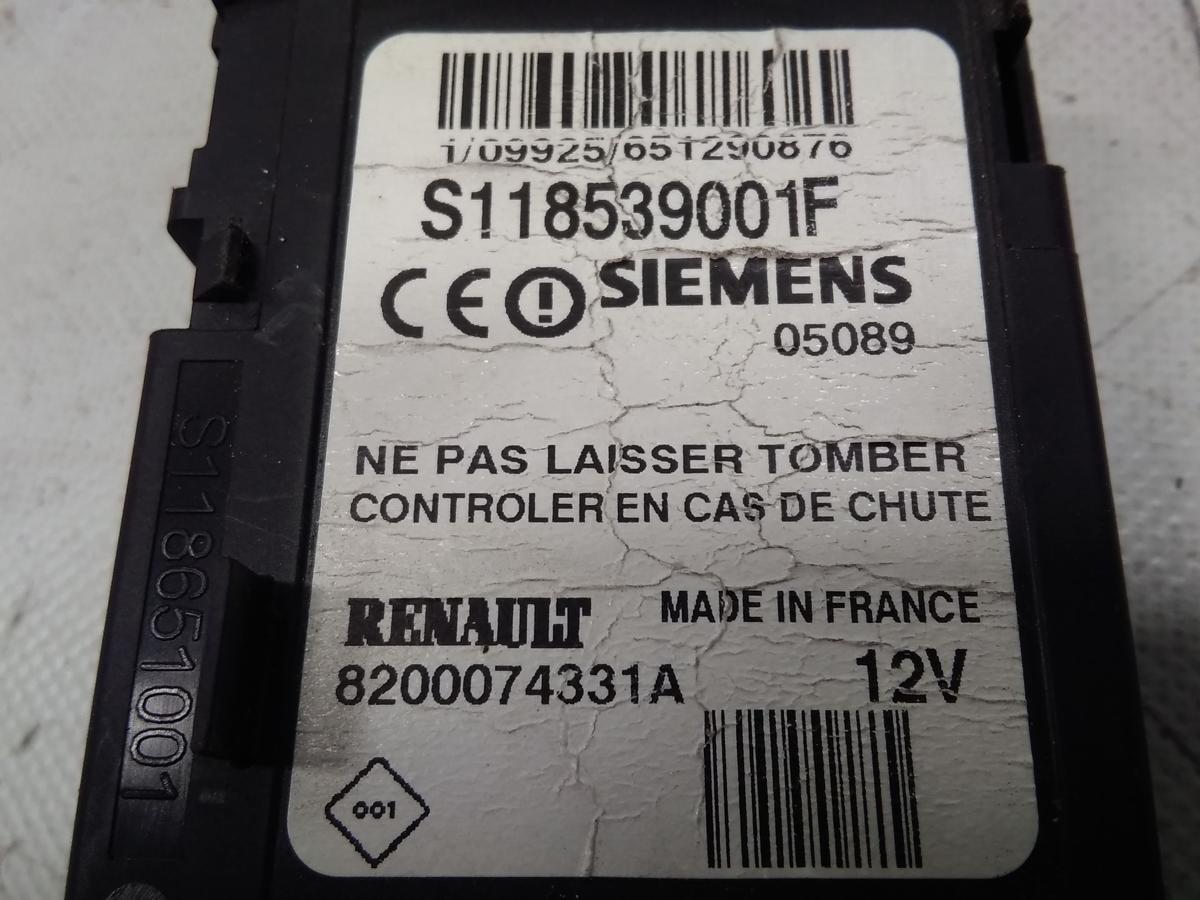 1/09925/651290876
S118539001F
CE
SIEMENS
05089
NE PAS LAISSER TOMBER
CONTROLER EN CAS DE CHUTE
RENAULT
MADE IN FRANCE
8200074331A
12V
001
S118651001